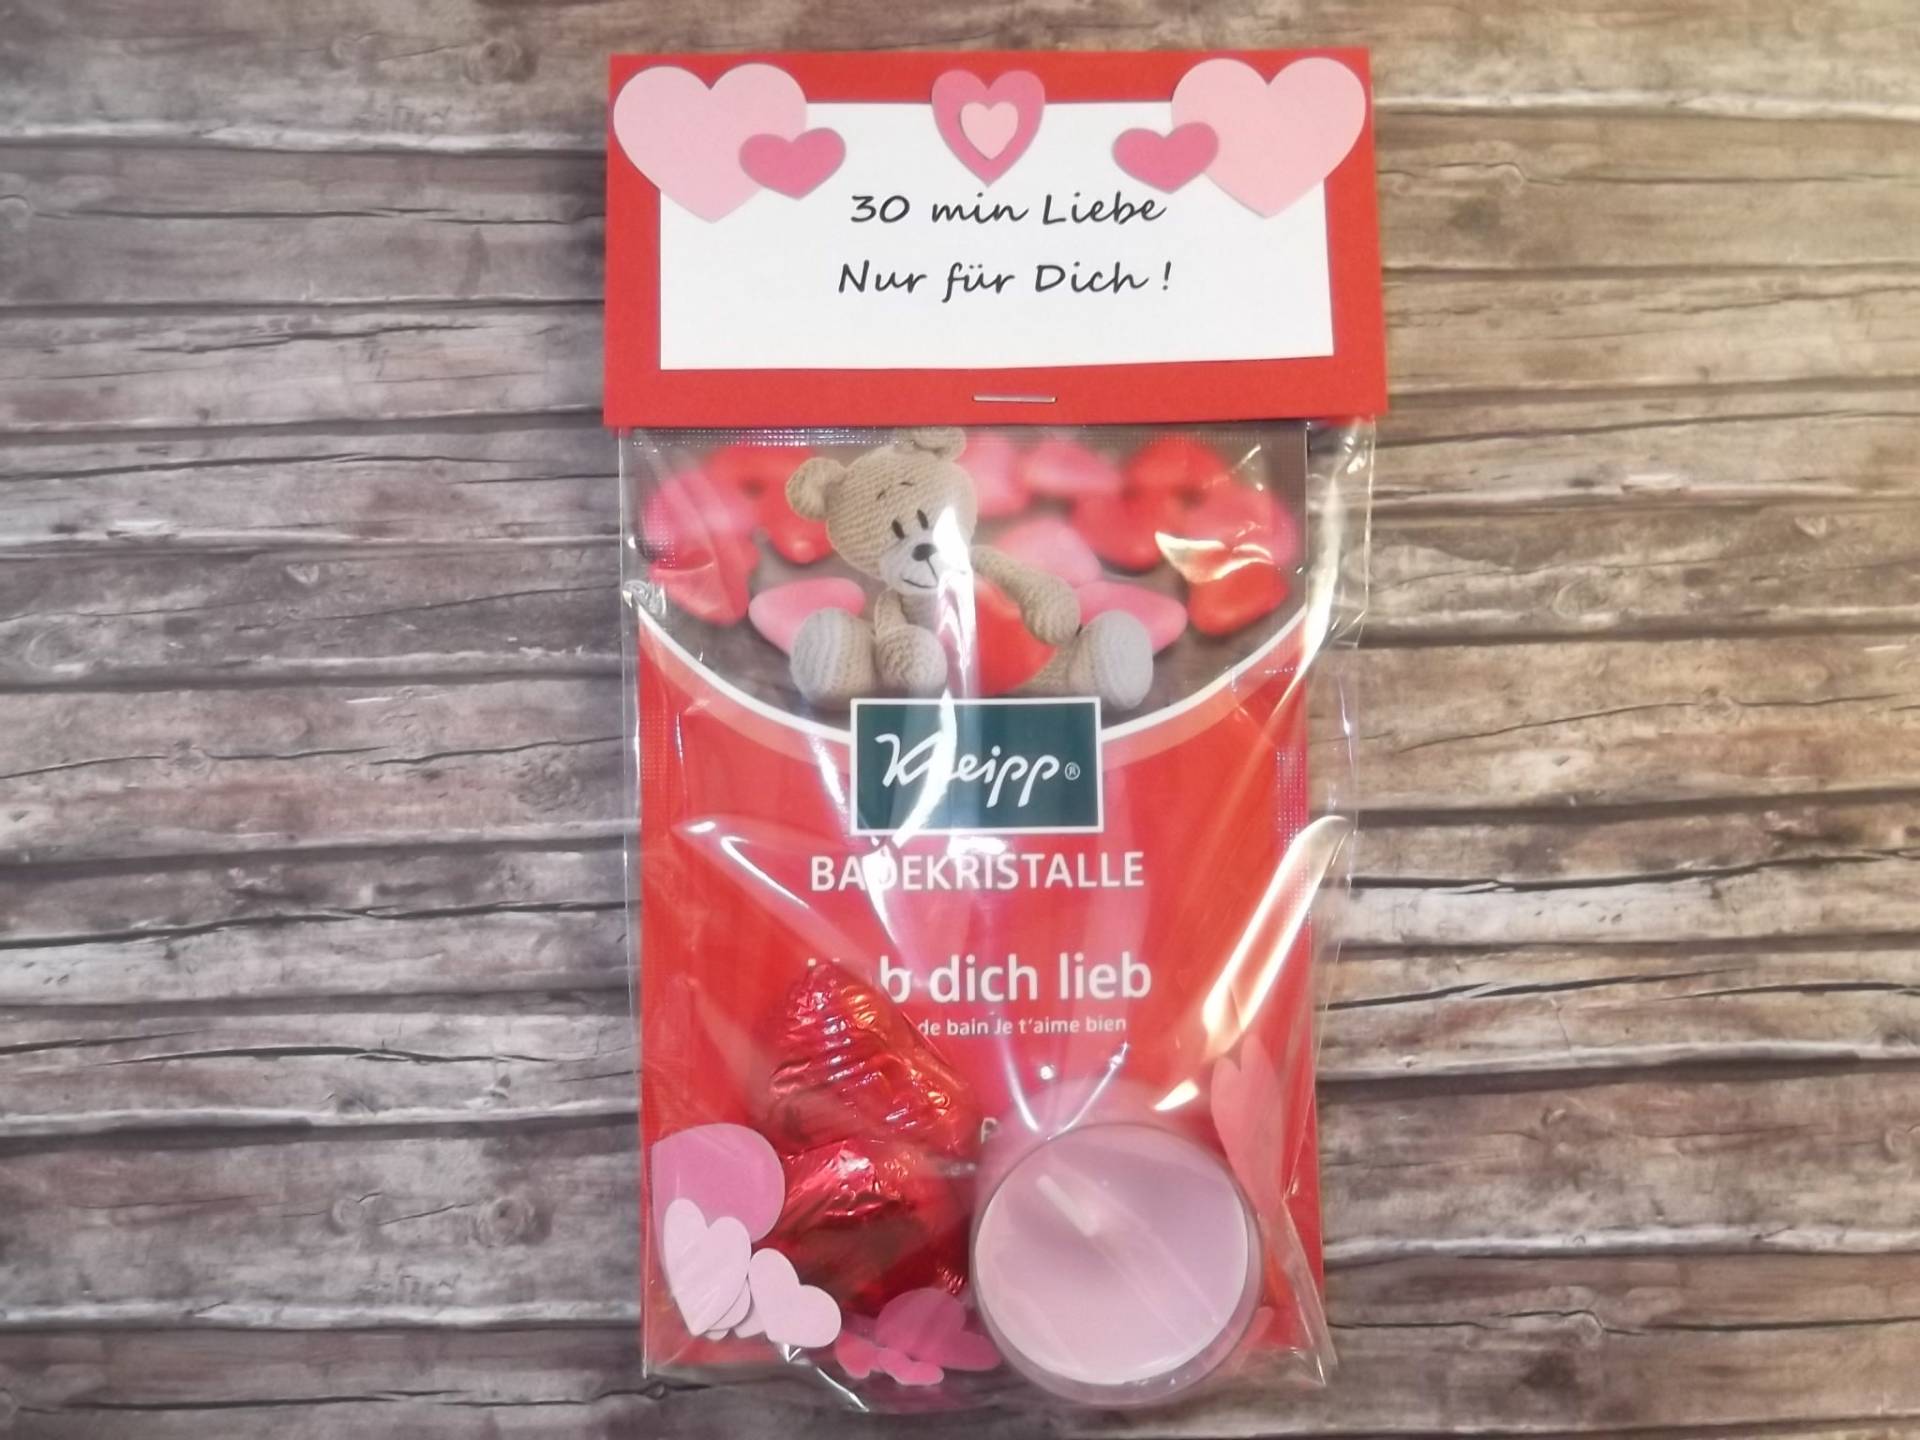 30 min Liebe
Nur für Dich !
Kneipp®
BADEKRISTALLE
dich lieb
de bain Je t'aime bien